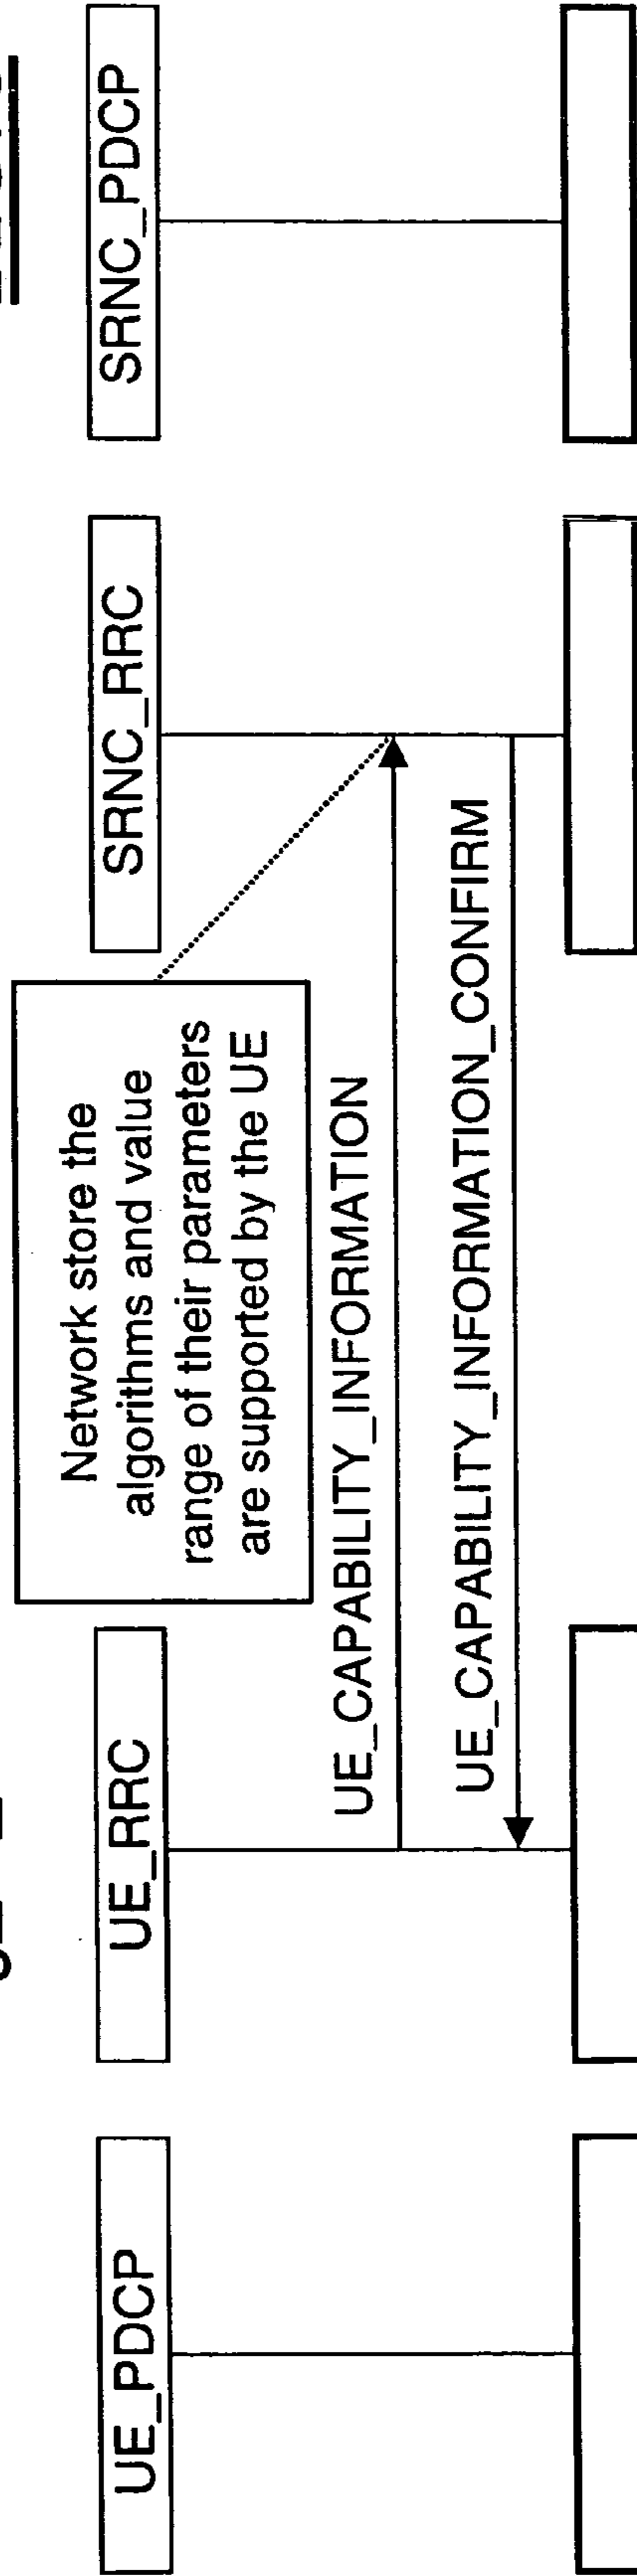 UE_PDCP
UE_RRC
SRNC_RRC
SRNC_PDCP
Network store the
algorithms and value
range of their parameters
are supported by the UE
UE_CAPABILITY_INFORMATION
UE_CAPABILITY_INFORMATION_CONFIRM